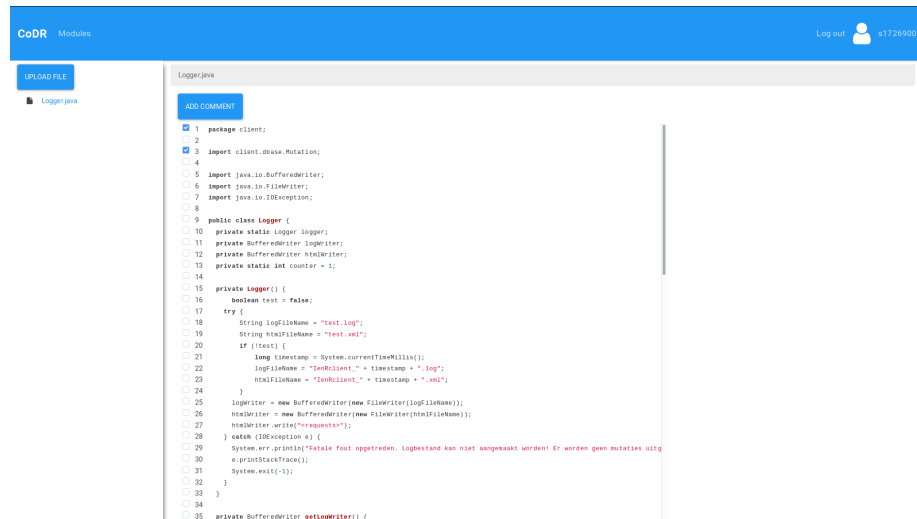 CoDR Modules Log out s1726900
UPLOAD FILE
Logger.java
Logger.java
ADD COMMENT
1 package client;
2
3 import client.dbase.Mutation;
4
5 import java.io.BufferedWriter;
6 import java.io.FileWriter;
7 import java.io.IOException;
8
9 public class Logger {
10 private static Logger logger;
11 private BufferedWriter logWriter;
12 private BufferedWriter htmlWriter;
13 private static int counter = 1;
14
15 private Logger() {
16 boolean test = false;
17 try {
18 String logFileName = "test.log";
19 String htmlFileName = "test.xml";
20 if (!test) {
21 long timestamp = System.currentTimeMillis();
22 logFileName = "IenRclient_" + timestamp + ".log";
23 htmlFileName = "IenRclient_" + timestamp + ".xml";
24 }
25 logWriter = new BufferedWriter(new FileWriter(logFileName));
26 htmlWriter = new BufferedWriter(new FileWriter(htmlFileName));
27 htmlWriter.write("<requests>");
28 } catch (IOException e) {
29 System.err.println("Fatale fout opgetreden. Logbestand kan niet aangemaakt worden! Er worden geen mutaties uitg
30 e.printStackTrace();
31 System.exit(-1);
32 }
33 }
34
35 private BufferedWriter getLogWriter() {